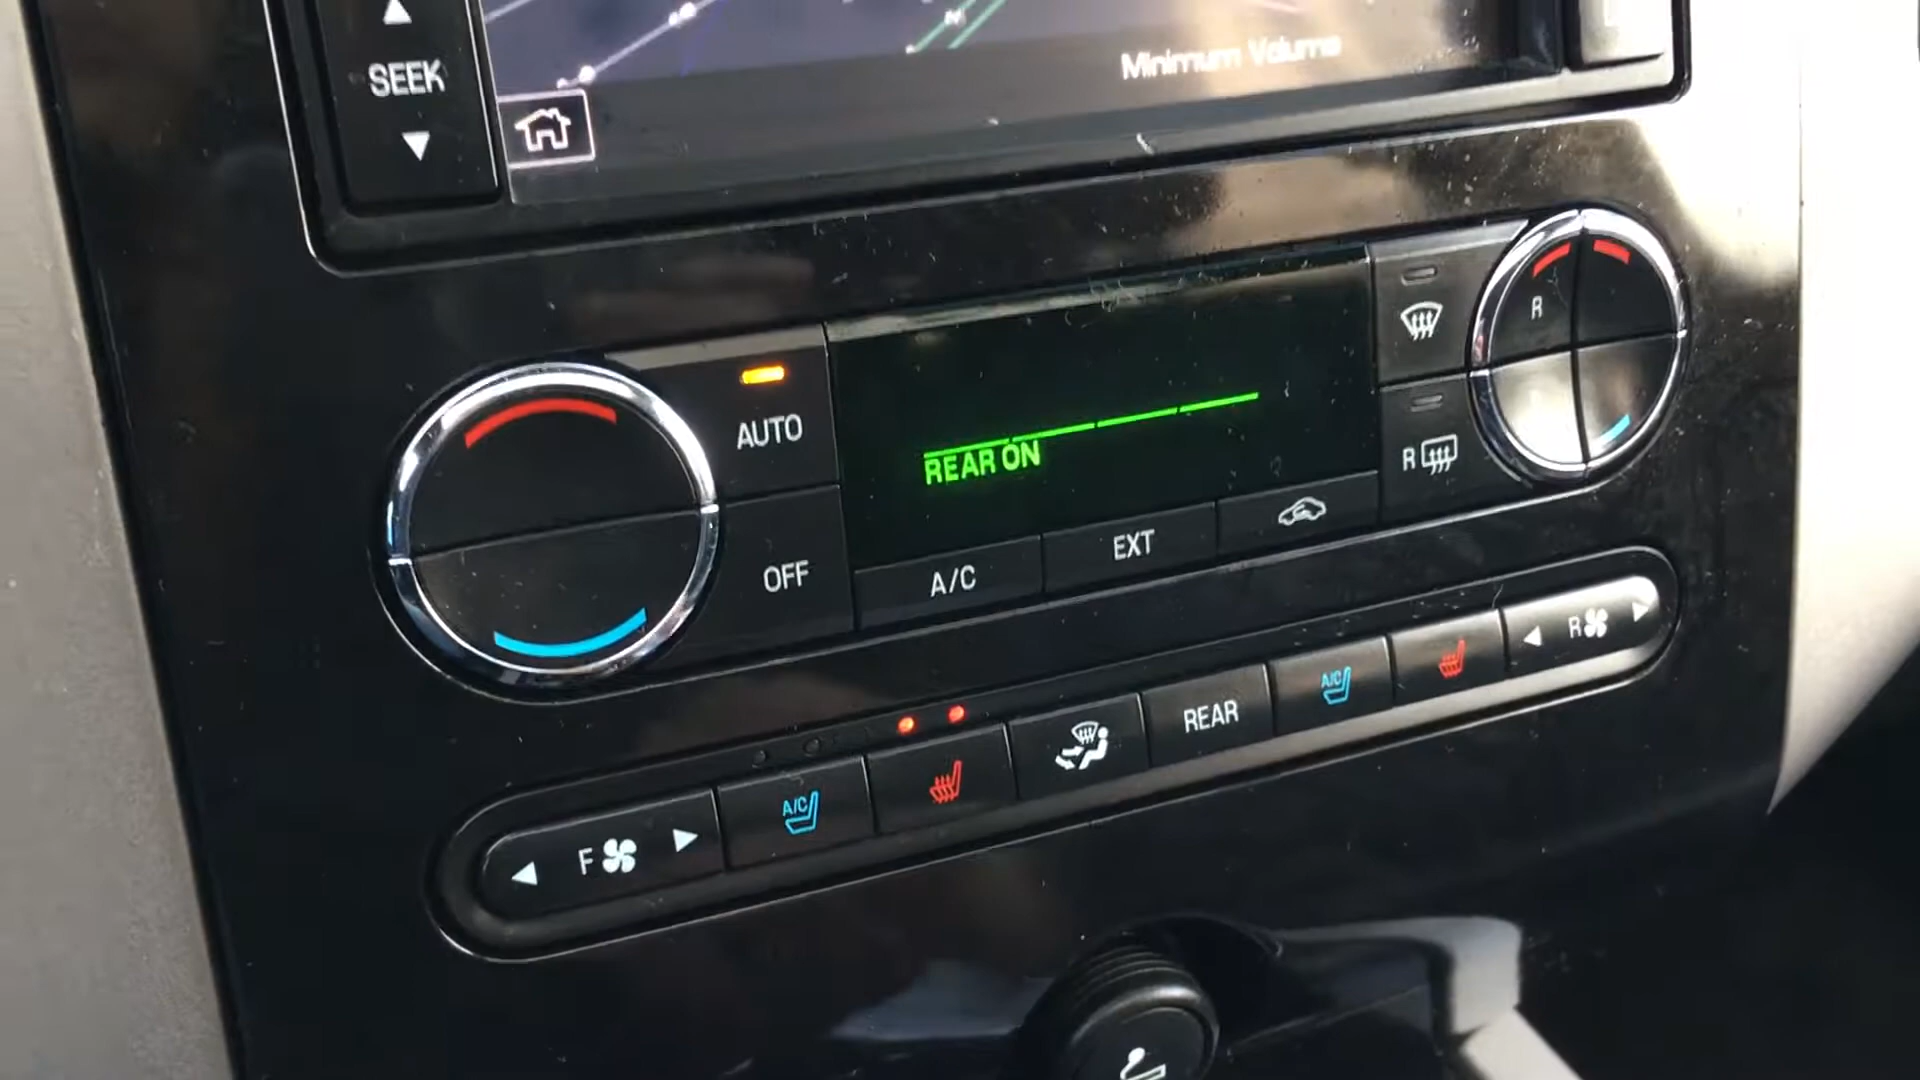 SEEK
Minimum Volume
AUTO
REAR ON
R
R
OFF
A/C
EXT
F
A/C
REAR
A/C
R